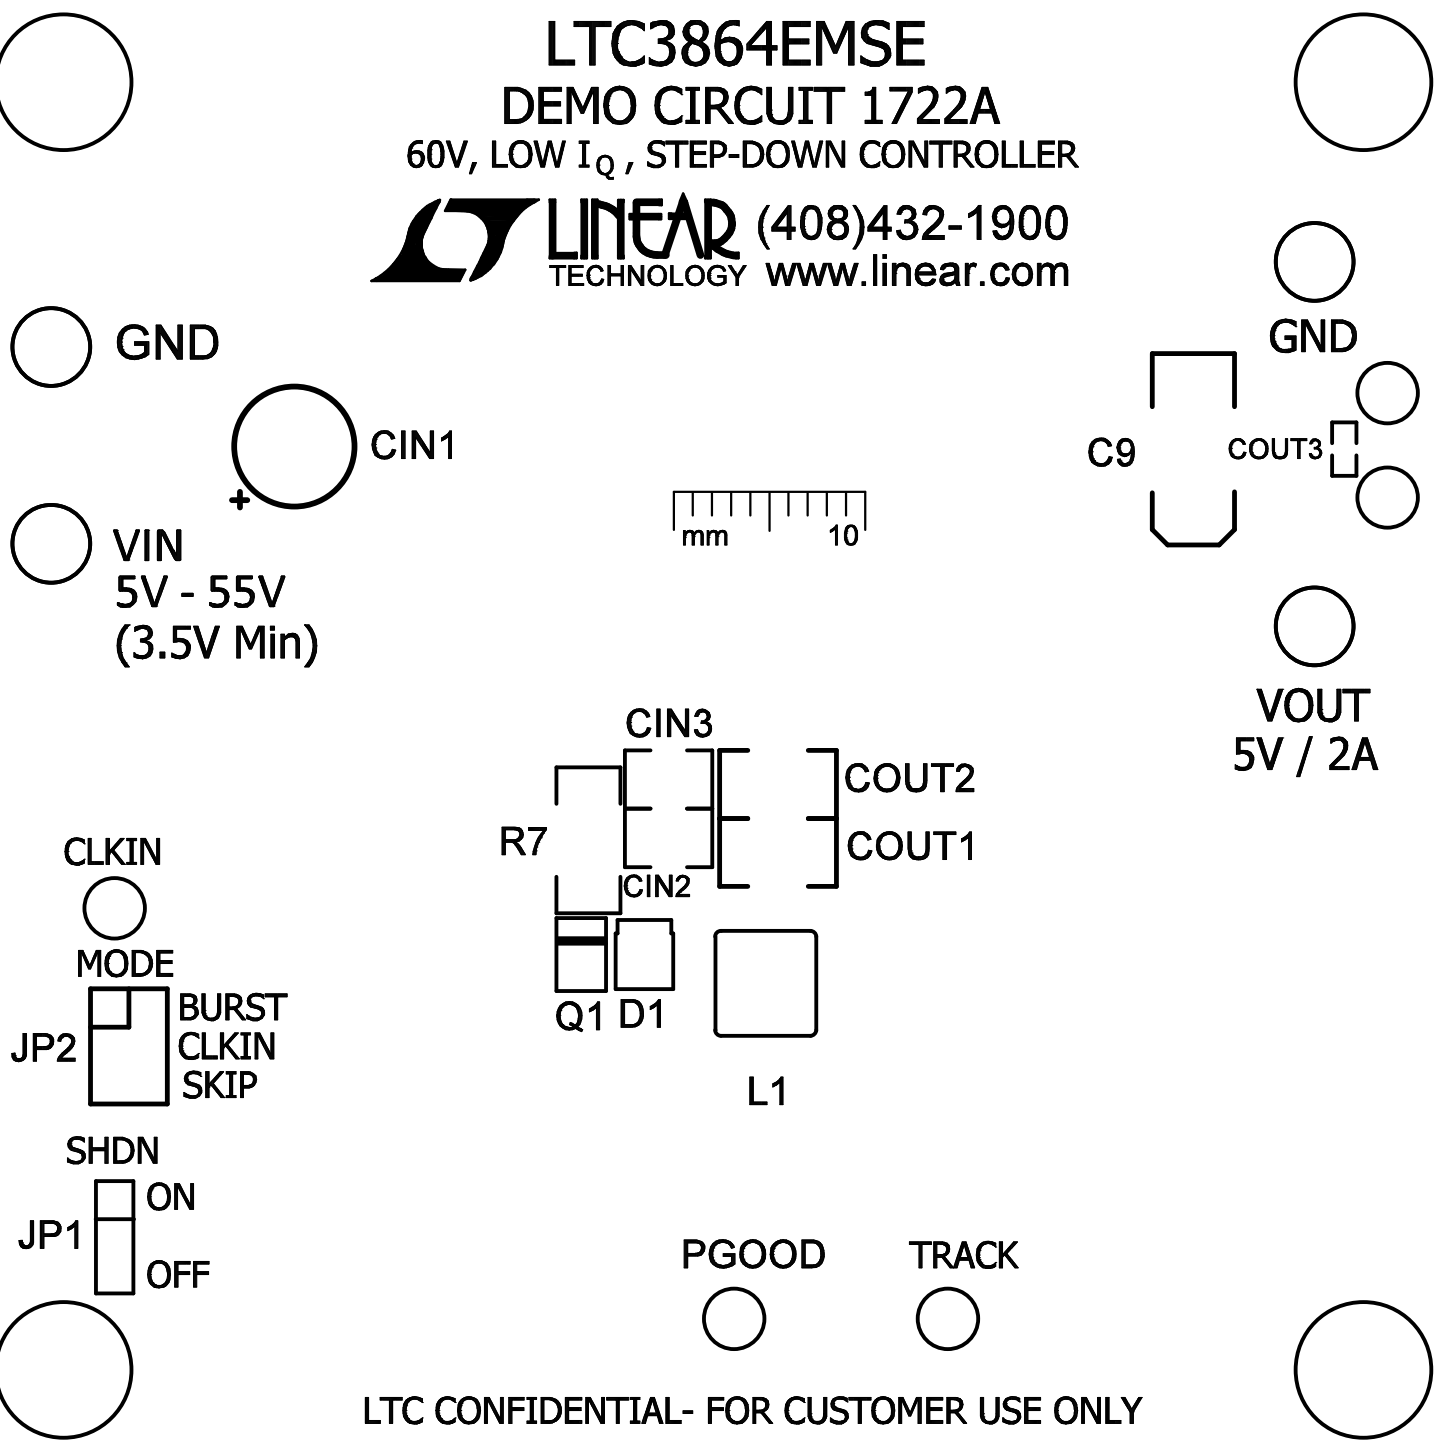 LTC3864EMSE
DEMO CIRCUIT 1722A
60V, LOW IQ , STEP-DOWN CONTROLLER
LINEAR
TECHNOLOGY
(408)432-1900
www.linear.com
GND
CIN1
+
VIN
5V - 55V
(3.5V Min)
mm 10
GND
C9
COUT3
VOUT
5V / 2A
CIN3
COUT2
R7
COUT1
CIN2
Q1
D1
L1
CLKIN
MODE
JP2
BURST
CLKIN
SKIP
SHDN
JP1
ON
OFF
PGOOD
TRACK
LTC CONFIDENTIAL- FOR CUSTOMER USE ONLY